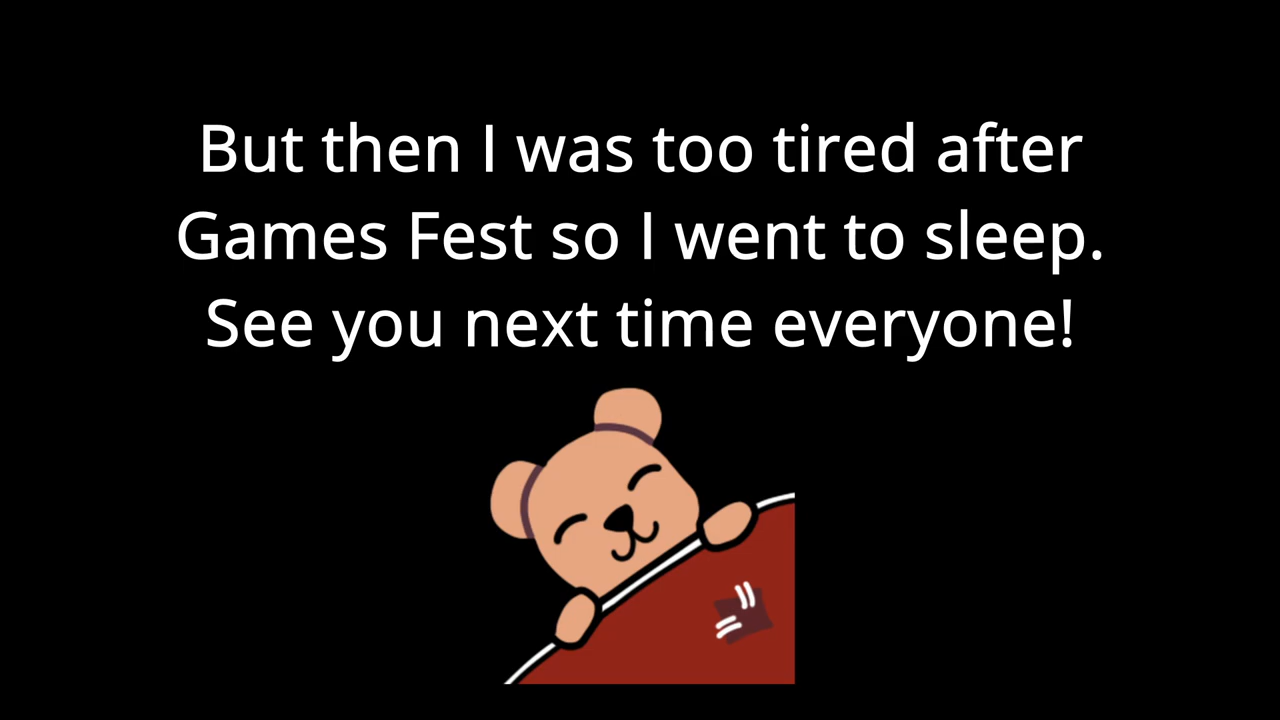 But then I was too tired after
Games Fest so I went to sleep.
See you next time everyone!